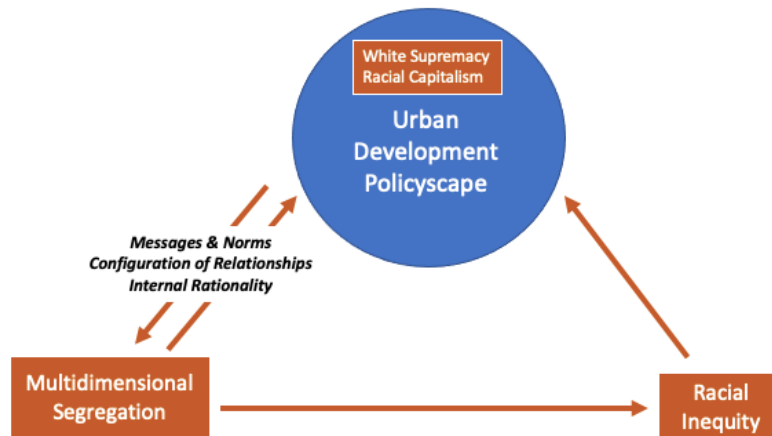 White Supremacy
Racial Capitalism
Urban
Development
Policyscape
Messages & Norms
Configuration of Relationships
Internal Rationality
Multidimensional
Segregation
Racial
Inequity